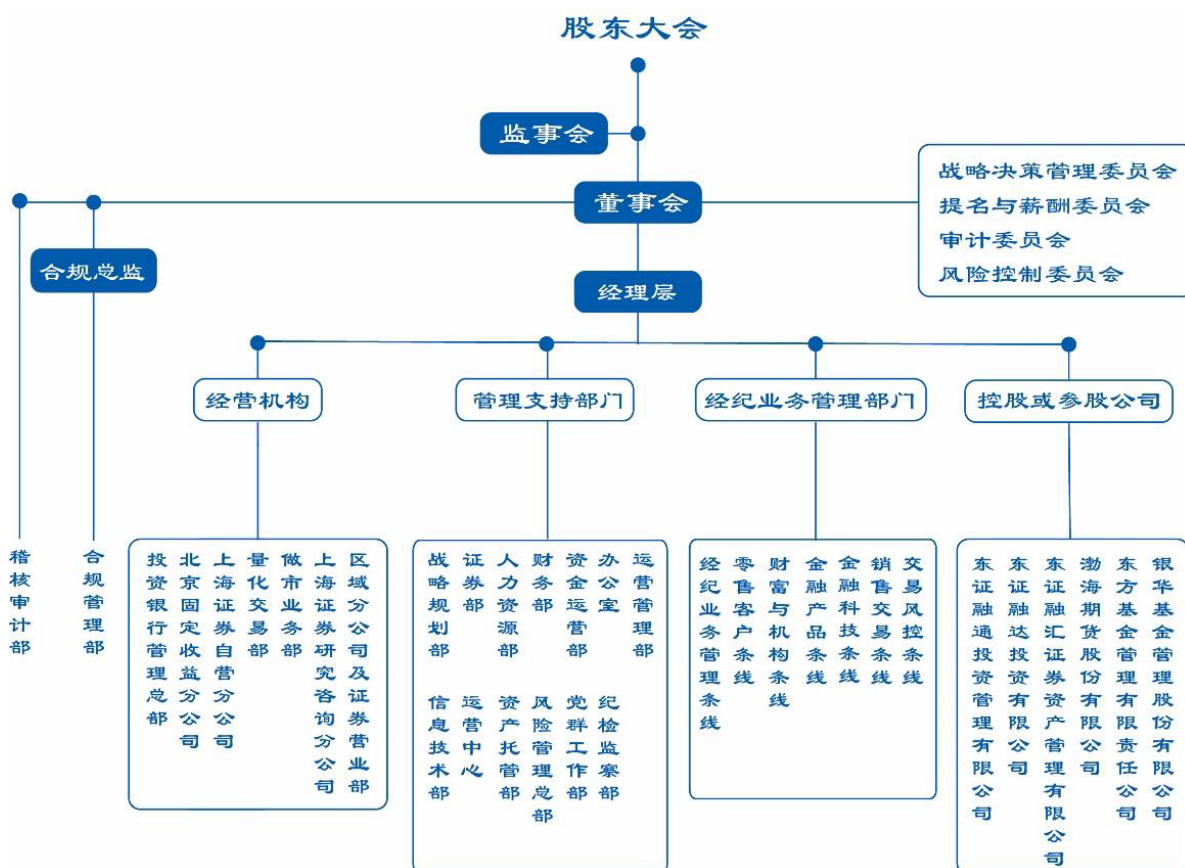 股东大会
监事会
董事会
战略决策管理委员会
提名与薪酬委员会
审计委员会
风险控制委员会
合规总监
经理层
经营机构
管理支持部门
经纪业务管理部门
控股或参股公司
稽核审计部
合规管理部
投资银行管理总部
北京固定收益分公司
上海证券自营分公司
量化交易部
做市业务部
上海证券研究咨询分公司
区域分公司及证券营业部
战略规划部
证券部
人力资源部
财务部
资金运营部
办公室
运营管理部
信息技术部
运营中心
资产托管部
风险管理总部
党群工作部
纪检监察部
经纪业务管理条线
零售客户条线
财富与机构条线
金融产品条线
金融科技条线
销售交易条线
交易风控条线
东证融通投资管理有限公司
东证融达投资有限公司
东证融汇证券资产管理有限公司
渤海期货股份有限公司
东方基金管理有限责任公司
银华基金管理股份有限公司